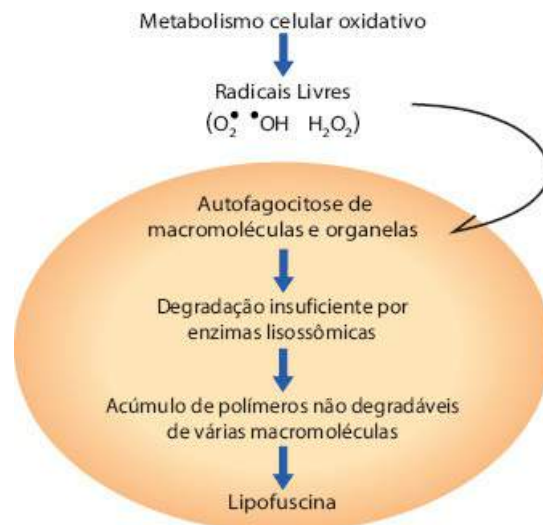 Metabolismo celular oxidativo
Radicais Livres
(O₂• •OH H₂O₂)
Autofagocitose de
macromoléculas e organelas
Degradação insuficiente por
enzimas lisossômicas
Acúmulo de polímeros não degradáveis
de várias macromoléculas
Lipofuscina